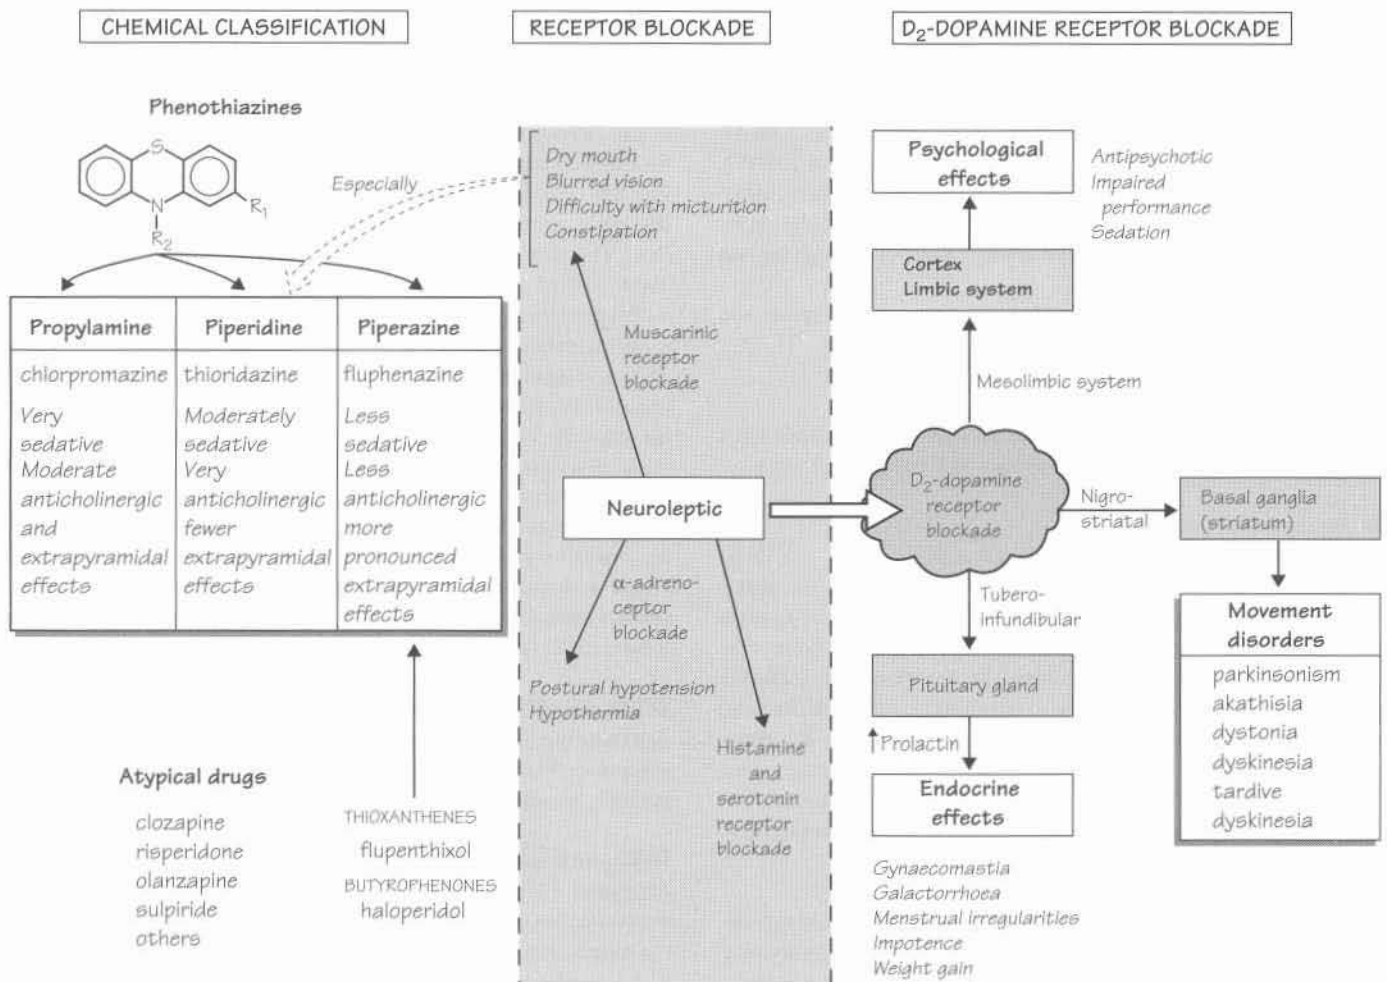 CHEMICAL CLASSIFICATION
RECEPTOR BLOCKADE
D₂-DOPAMINE RECEPTOR BLOCKADE
Phenothiazines
S
N
R₁
R₂
Especially
Propylamine
chlorpromazine
Very
sedative
Moderate
anticholinergic
and
extrapyramidal
effects
Piperidine
thioridazine
Moderately
sedative
Very
anticholinergic
fewer
extrapyramidal
effects
Piperazine
fluphenazine
Less
sedative
Less
anticholinergic
more
pronounced
extrapyramidal
effects
Atypical drugs
clozapine
risperidone
olanzapine
sulpiride
others
THIOXANTHENES
flupenthixol
BUTYROPHENONES
haloperidol
Dry mouth
Blurred vision
Difficulty with micturition
Constipation
Muscarinic
receptor
blockade
Neuroleptic
α-adreno-
ceptor
blockade
Postural hypotension
Hypothermia
Histamine
and
serotonin
receptor
blockade
Psychological
effects
Antipsychotic
Impaired
performance
Sedation
Cortex
Limbic system
Mesolimbic system
D₂-dopamine
receptor
blockade
Nigro-
striatal
Basal ganglia
(striatum)
Movement
disorders
parkinsonism
akathisia
dystonia
dyskinesia
tardive
dyskinesia
Tubero-
infundibular
Pituitary gland
↑ Prolactin
Endocrine
effects
Gynaecomastia
Galactorrhoea
Menstrual irregularities
Impotence
Weight gain